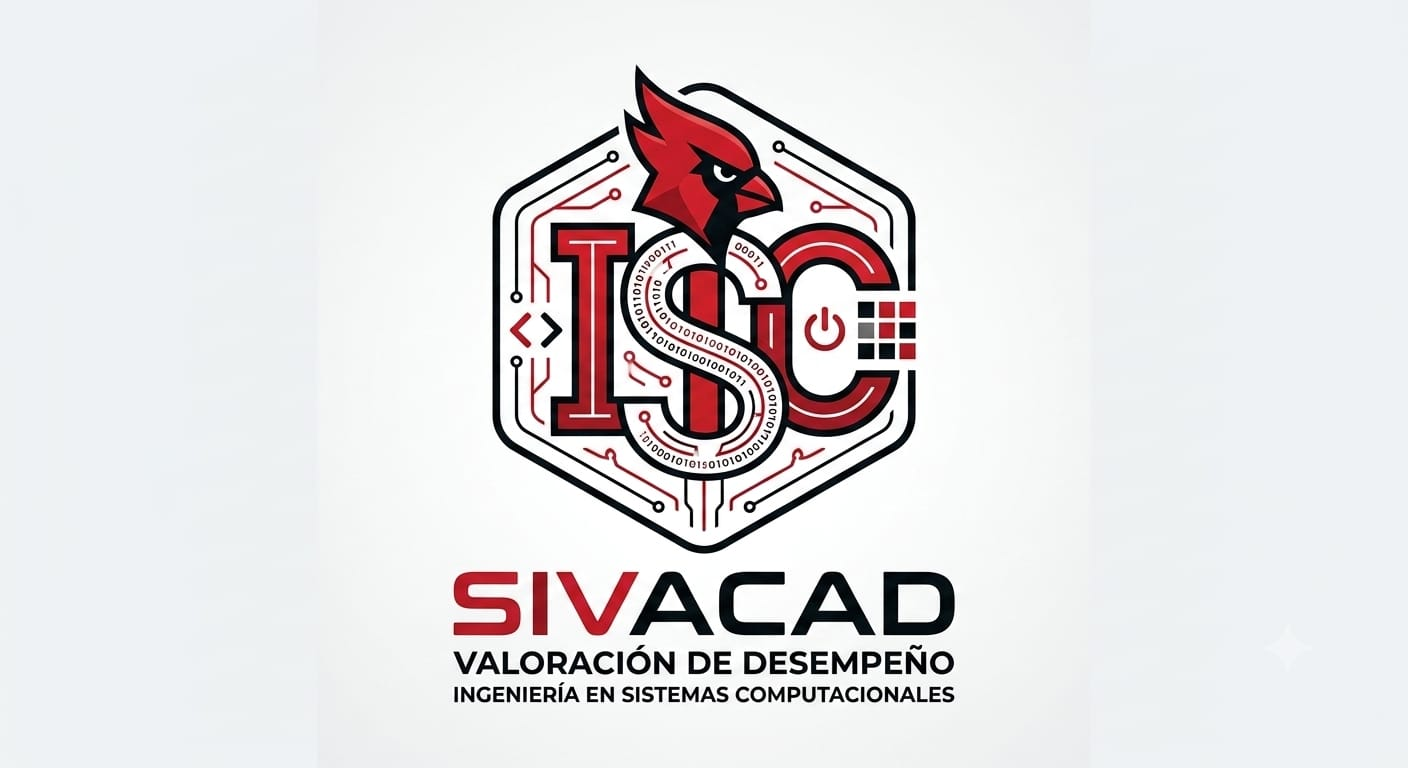 ISC
SIVACAD
VALORACIÓN DE DESEMPEÑO
INGENIERÍA EN SISTEMAS COMPUTACIONALES